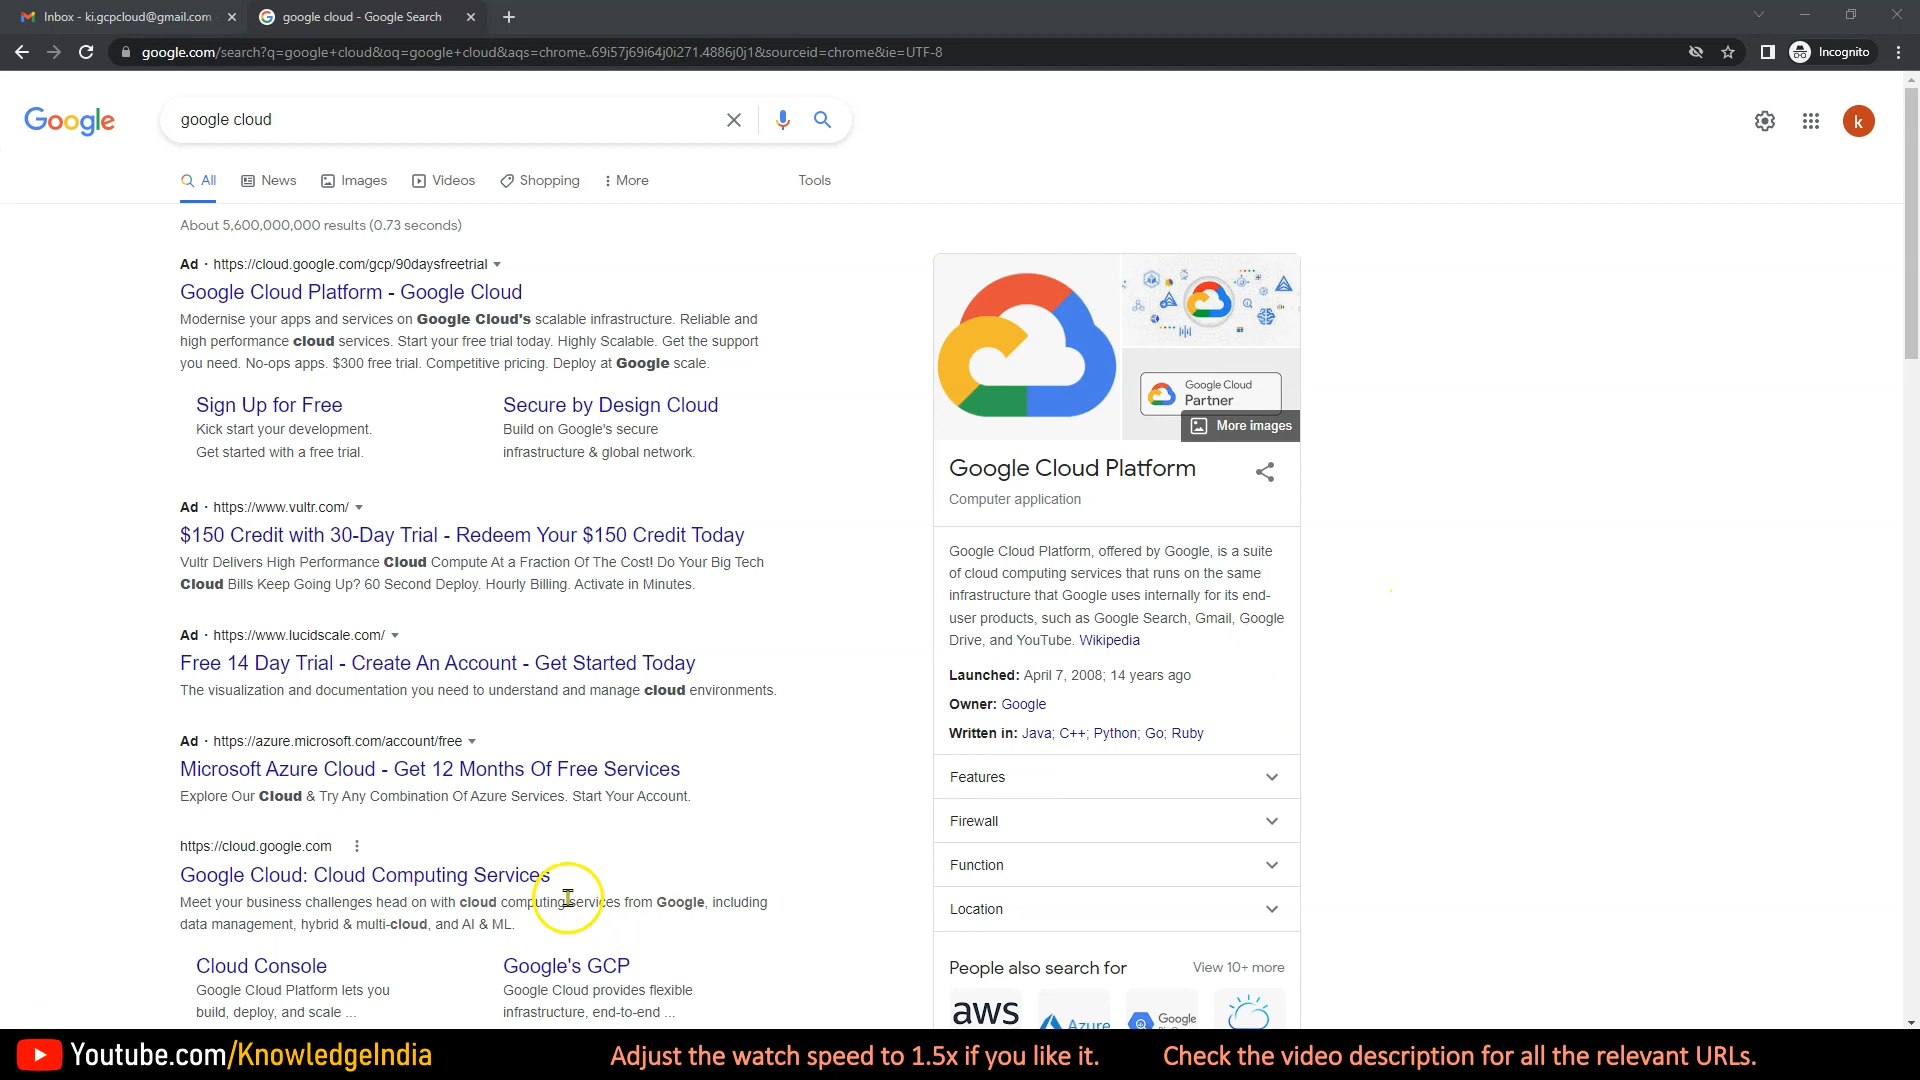 Inbox - ki.gcpcloud@gmail.com
google cloud - Google Search
google.com/search?q=google+cloud&oq=google+cloud&aqs=chrome..69i57j69i64j0i271.4886j0j1&sourceid=chrome&ie=UTF-8
Incognito
Google
google cloud
k
All
News
Images
Videos
Shopping
More
Tools
About 5,600,000,000 results (0.73 seconds)
Ad · https://cloud.google.com/gcp/90daysfreetrial
Google Cloud Platform - Google Cloud
Modernise your apps and services on Google Cloud's scalable infrastructure. Reliable and
high performance cloud services. Start your free trial today. Highly Scalable. Get the support
you need. No-ops apps. $300 free trial. Competitive pricing. Deploy at Google scale.
Sign Up for Free
Kick start your development.
Get started with a free trial.
Secure by Design Cloud
Build on Google's secure
infrastructure & global network.
Ad · https://www.vultr.com/
$150 Credit with 30-Day Trial - Redeem Your $150 Credit Today
Vultr Delivers High Performance Cloud Compute At a Fraction Of The Cost! Do Your Big Tech
Cloud Bills Keep Going Up? 60 Second Deploy. Hourly Billing. Activate in Minutes.
Ad · https://www.lucidscale.com/
Free 14 Day Trial - Create An Account - Get Started Today
The visualization and documentation you need to understand and manage cloud environments.
Ad · https://azure.microsoft.com/account/free
Microsoft Azure Cloud - Get 12 Months Of Free Services
Explore Our Cloud & Try Any Combination Of Azure Services. Start Your Account.
https://cloud.google.com
Google Cloud: Cloud Computing Services
Meet your business challenges head on with cloud computing services from Google, including
data management, hybrid & multi-cloud, and AI & ML.
Cloud Console
Google Cloud Platform lets you
build, deploy, and scale ...
Google's GCP
Google Cloud provides flexible
infrastructure, end-to-end ...
Google Cloud
Partner
More images
Google Cloud Platform
Computer application
Google Cloud Platform, offered by Google, is a suite
of cloud computing services that runs on the same
infrastructure that Google uses internally for its end-
user products, such as Google Search, Gmail, Google
Drive, and YouTube. Wikipedia
Launched: April 7, 2008; 14 years ago
Owner: Google
Written in: Java; C++; Python; Go; Ruby
Features
Firewall
Function
Location
People also search for
View 10+ more
aws
Azure
Google
Youtube.com/KnowledgeIndia
Adjust the watch speed to 1.5x if you like it.
Check the video description for all the relevant URLs.